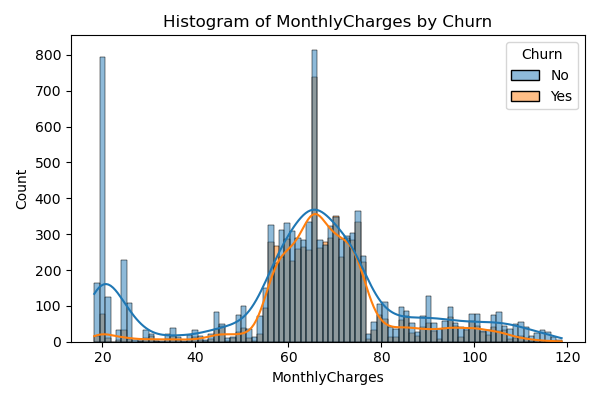 Histogram of MonthlyCharges by Churn
Churn
No
Yes
Count
800
700
600
500
400
300
200
100
0
20 40 60 80 100 120
MonthlyCharges